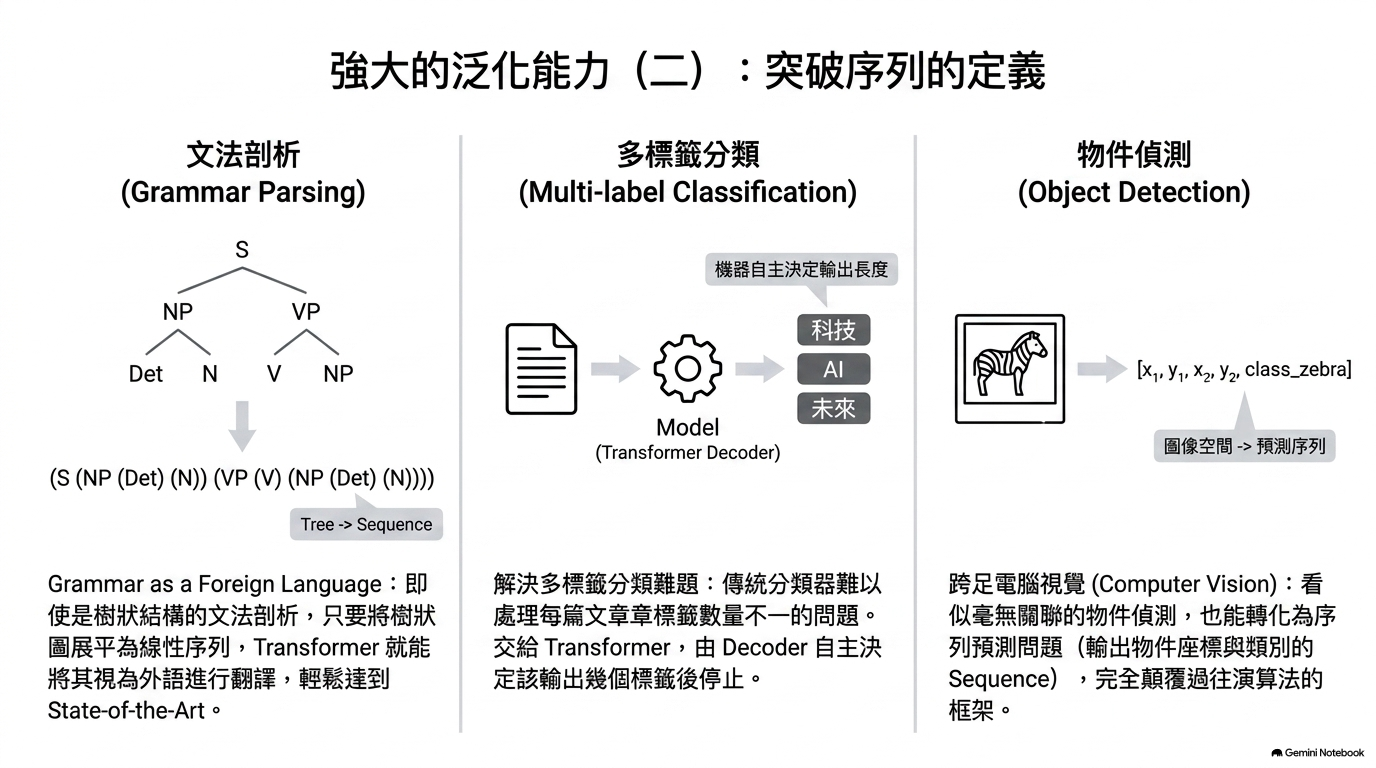 強大的泛化能力（二）：突破序列的定義
文法剖析
(Grammar Parsing)
S
NP VP
Det N V NP
(S (NP (Det) (N)) (VP (V) (NP (Det) (N))))
Tree -> Sequence
Grammar as a Foreign Language：即
使是樹狀結構的文法剖析，只要將樹狀
圖展平為線性序列，Transformer 就能
將其視為外語進行翻譯，輕鬆達到
State-of-the-Art。
多標籤分類
(Multi-label Classification)
機器自主決定輸出長度
科技
AI
未來
Model
(Transformer Decoder)
解決多標籤分類難題：傳統分類器難以
處理每篇文章章標籤數量不一的問題。
交給 Transformer，由 Decoder 自主決
定該輸出幾個標籤後停止。
物件偵測
(Object Detection)
[x₁, y₁, x₂, y₂, class_zebra]
圖像空間 -> 預測序列
跨足電腦視覺 (Computer Vision)：看
似毫無關聯的物件偵測，也能轉化為序
列預測問題（輸出物件座標與類別的
Sequence），完全顛覆過往演算法的
框架。
Gemini Notebook